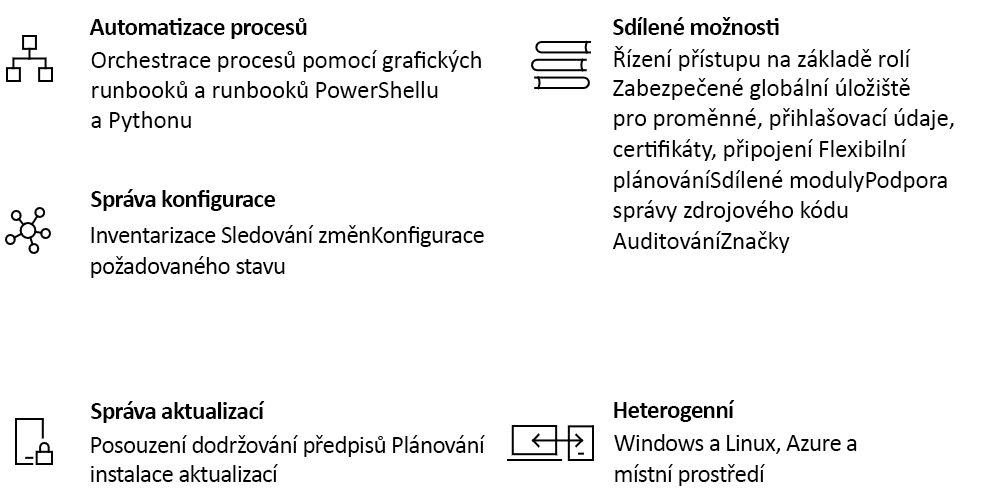 Automatizace procesů
Orchestrace procesů pomocí grafických
runbooků a runbooků PowerShellu
a Pythonu
Správa konfigurace
Inventarizace Sledování změnKonfigurace
požadovaného stavu
Správa aktualizací
Posouzení dodržování předpisů Plánování
instalace aktualizací
Sdílené možnosti
Řízení přístupu na základě rolí
Zabezpečené globální úložiště
pro proměnné, přihlašovací údaje,
certifikáty, připojení Flexibilní
plánováníSdílené modulyPodpora
správy zdrojového kódu
AuditováníZnačky
Heterogenní
Windows a Linux, Azure a
místní prostředí